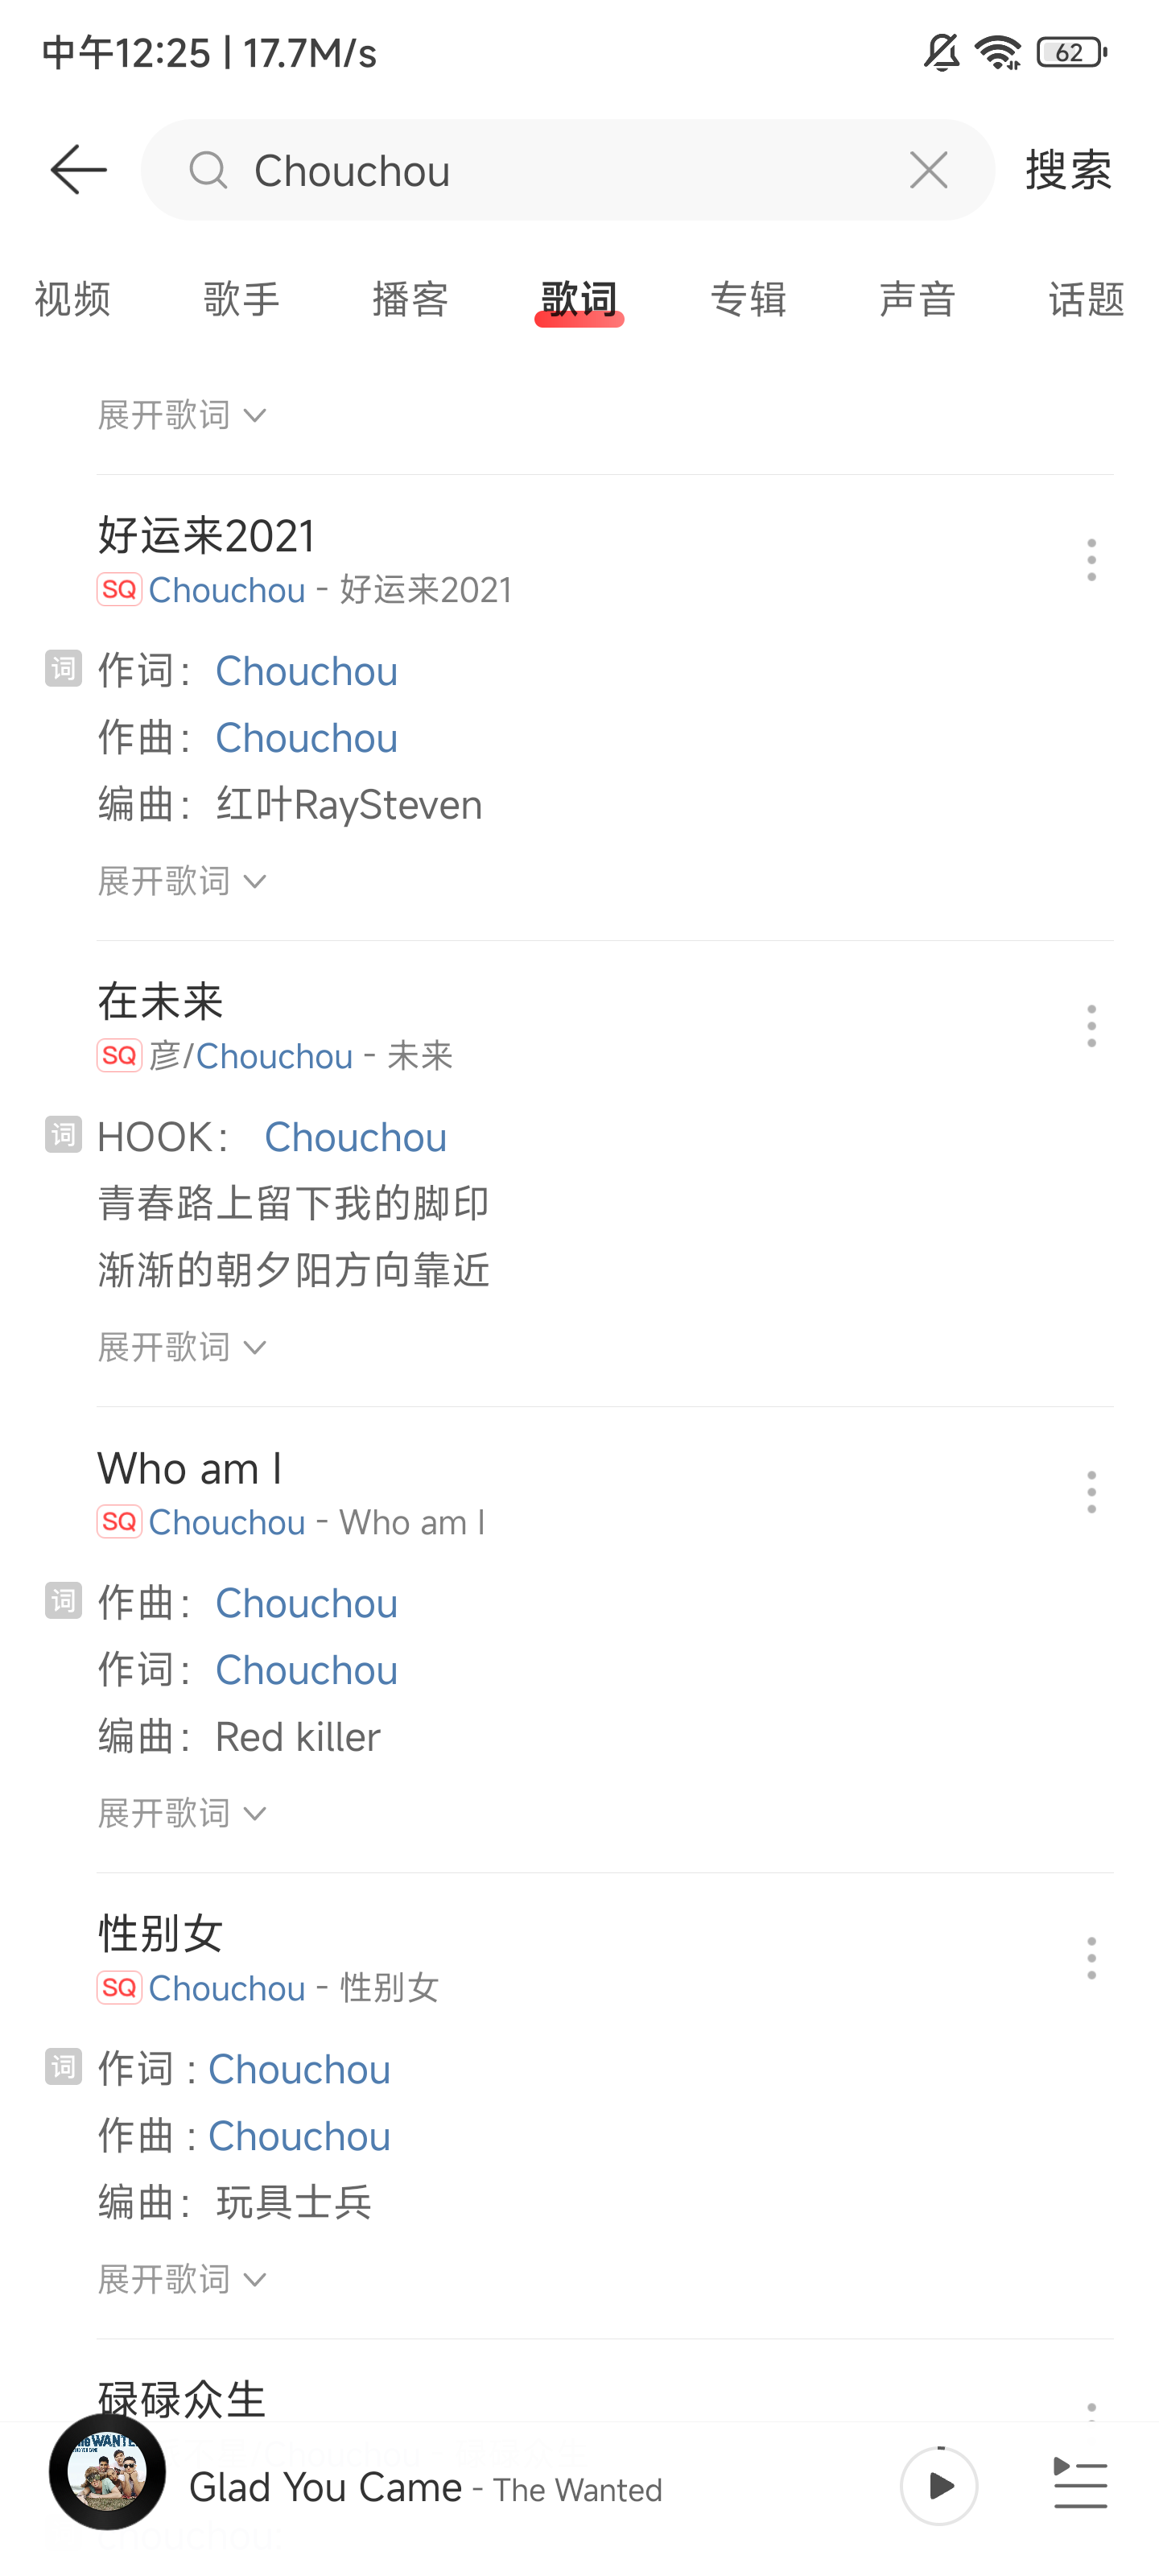 中午12:25 | 17.7M/s
62
Chouchou
搜索
视频 歌手 播客 歌词 专辑 声音 话题
展开歌词
好运来2021
SQ Chouchou - 好运来2021
词 作词： Chouchou
作曲： Chouchou
编曲： 红叶RaySteven
展开歌词
在未来
SQ 彦/Chouchou - 未来
词 HOOK： Chouchou
青春路上留下我的脚印
渐渐的朝夕阳方向靠近
展开歌词
Who am I
SQ Chouchou - Who am I
词 作曲： Chouchou
作词： Chouchou
编曲： Red killer
展开歌词
性别女
SQ Chouchou - 性别女
词 作词 : Chouchou
作曲 : Chouchou
编曲： 玩具士兵
展开歌词
碌碌众生
Glad You Came - The Wanted
chouchou: